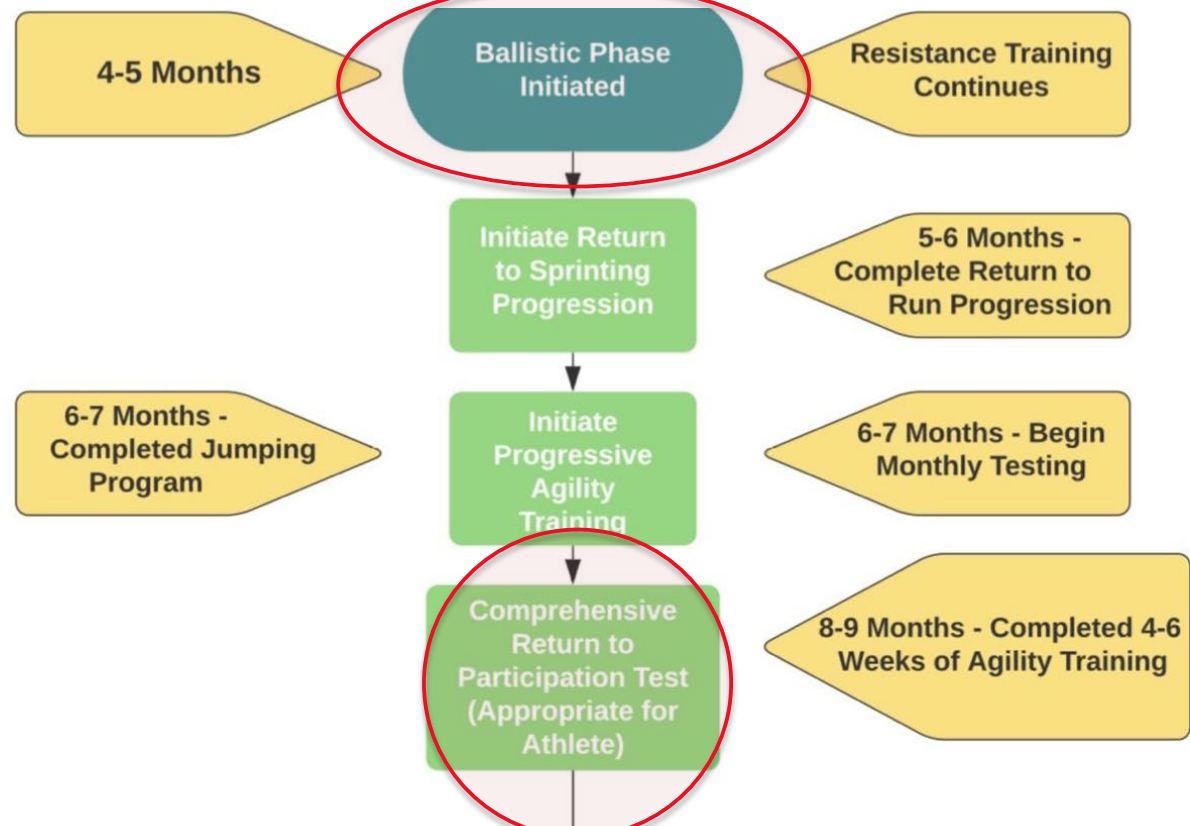 4-5 Months
Ballistic Phase
Initiated
Resistance Training
Continues
Initiate Return
to Sprinting
Progression
5-6 Months -
Complete Return to
Run Progression
6-7 Months -
Completed Jumping
Program
Initiate
Progressive
Agility
Training
6-7 Months - Begin
Monthly Testing
Comprehensive
Return to
Participation Test
(Appropriate for
Athlete)
8-9 Months - Completed 4-6
Weeks of Agility Training